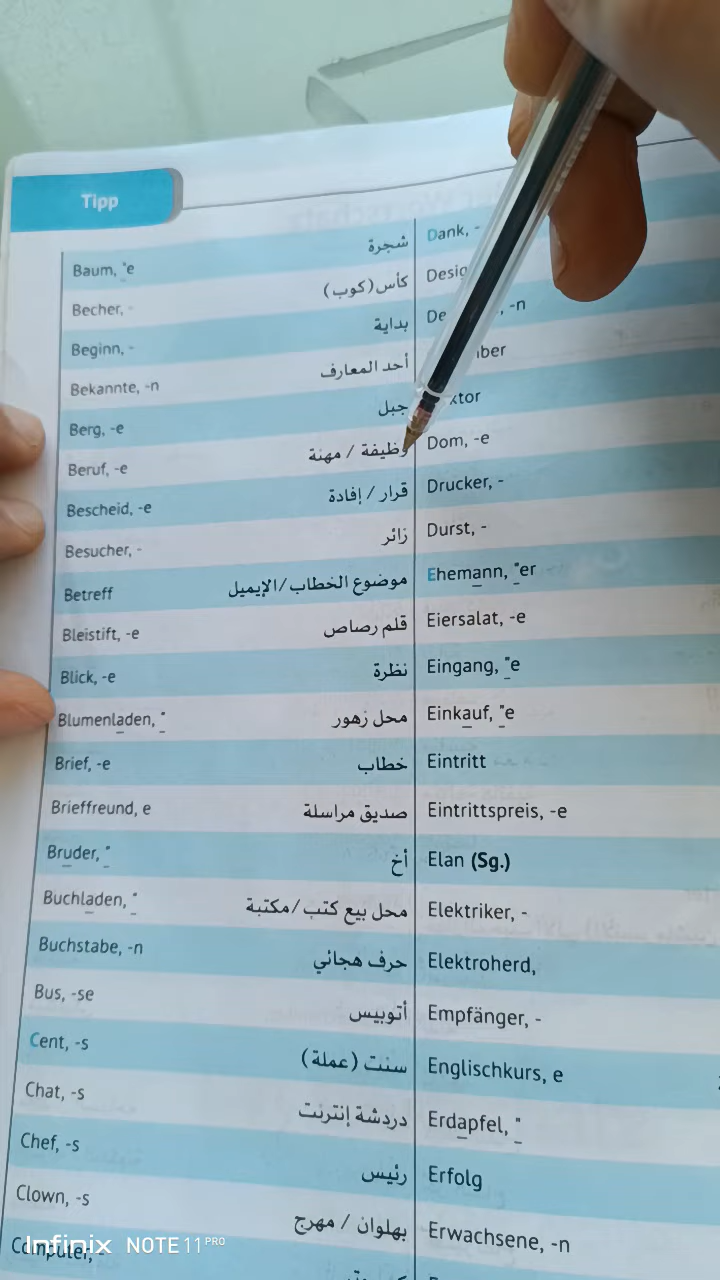 Tipp
Baum, ¨e شجرة
Becher, - كأس(كوب)
Beginn, - بداية
Bekannte, -n أحد المعارف
Berg, -e جبل
Beruf, -e وظيفة / مهنة
Bescheid, -e قرار / إفادة
Besucher, - زائر
Betreff موضوع الخطاب/الإيميل
Bleistift, -e قلم رصاص
Blick, -e نظرة
Blumenladen, ¨ محل زهور
Brief, -e خطاب
Brieffreund, e صديق مراسلة
Bruder, ¨ أخ
Buchladen, ¨ محل بيع كتب/مكتبة
Buchstabe, -n حرف هجائي
Bus, -se أتوبيس
Cent, -s سنت (عملة)
Chat, -s دردشة إنترنت
Chef, -s رئيس
Clown, -s بهلوان / مهرج
Computer,
Dank, -
Desig
De , -n
mber
ktor
Dom, -e
Drucker, -
Durst, -
Ehemann, ¨er
Eiersalat, -e
Eingang, ¨e
Einkauf, ¨e
Eintritt
Eintrittspreis, -e
Elan (Sg.)
Elektriker, -
Elektroherd,
Empfänger, -
Englischkurs, e
Erdapfel, ¨
Erfolg
Erwachsene, -n
Infinix NOTE 11 PRO